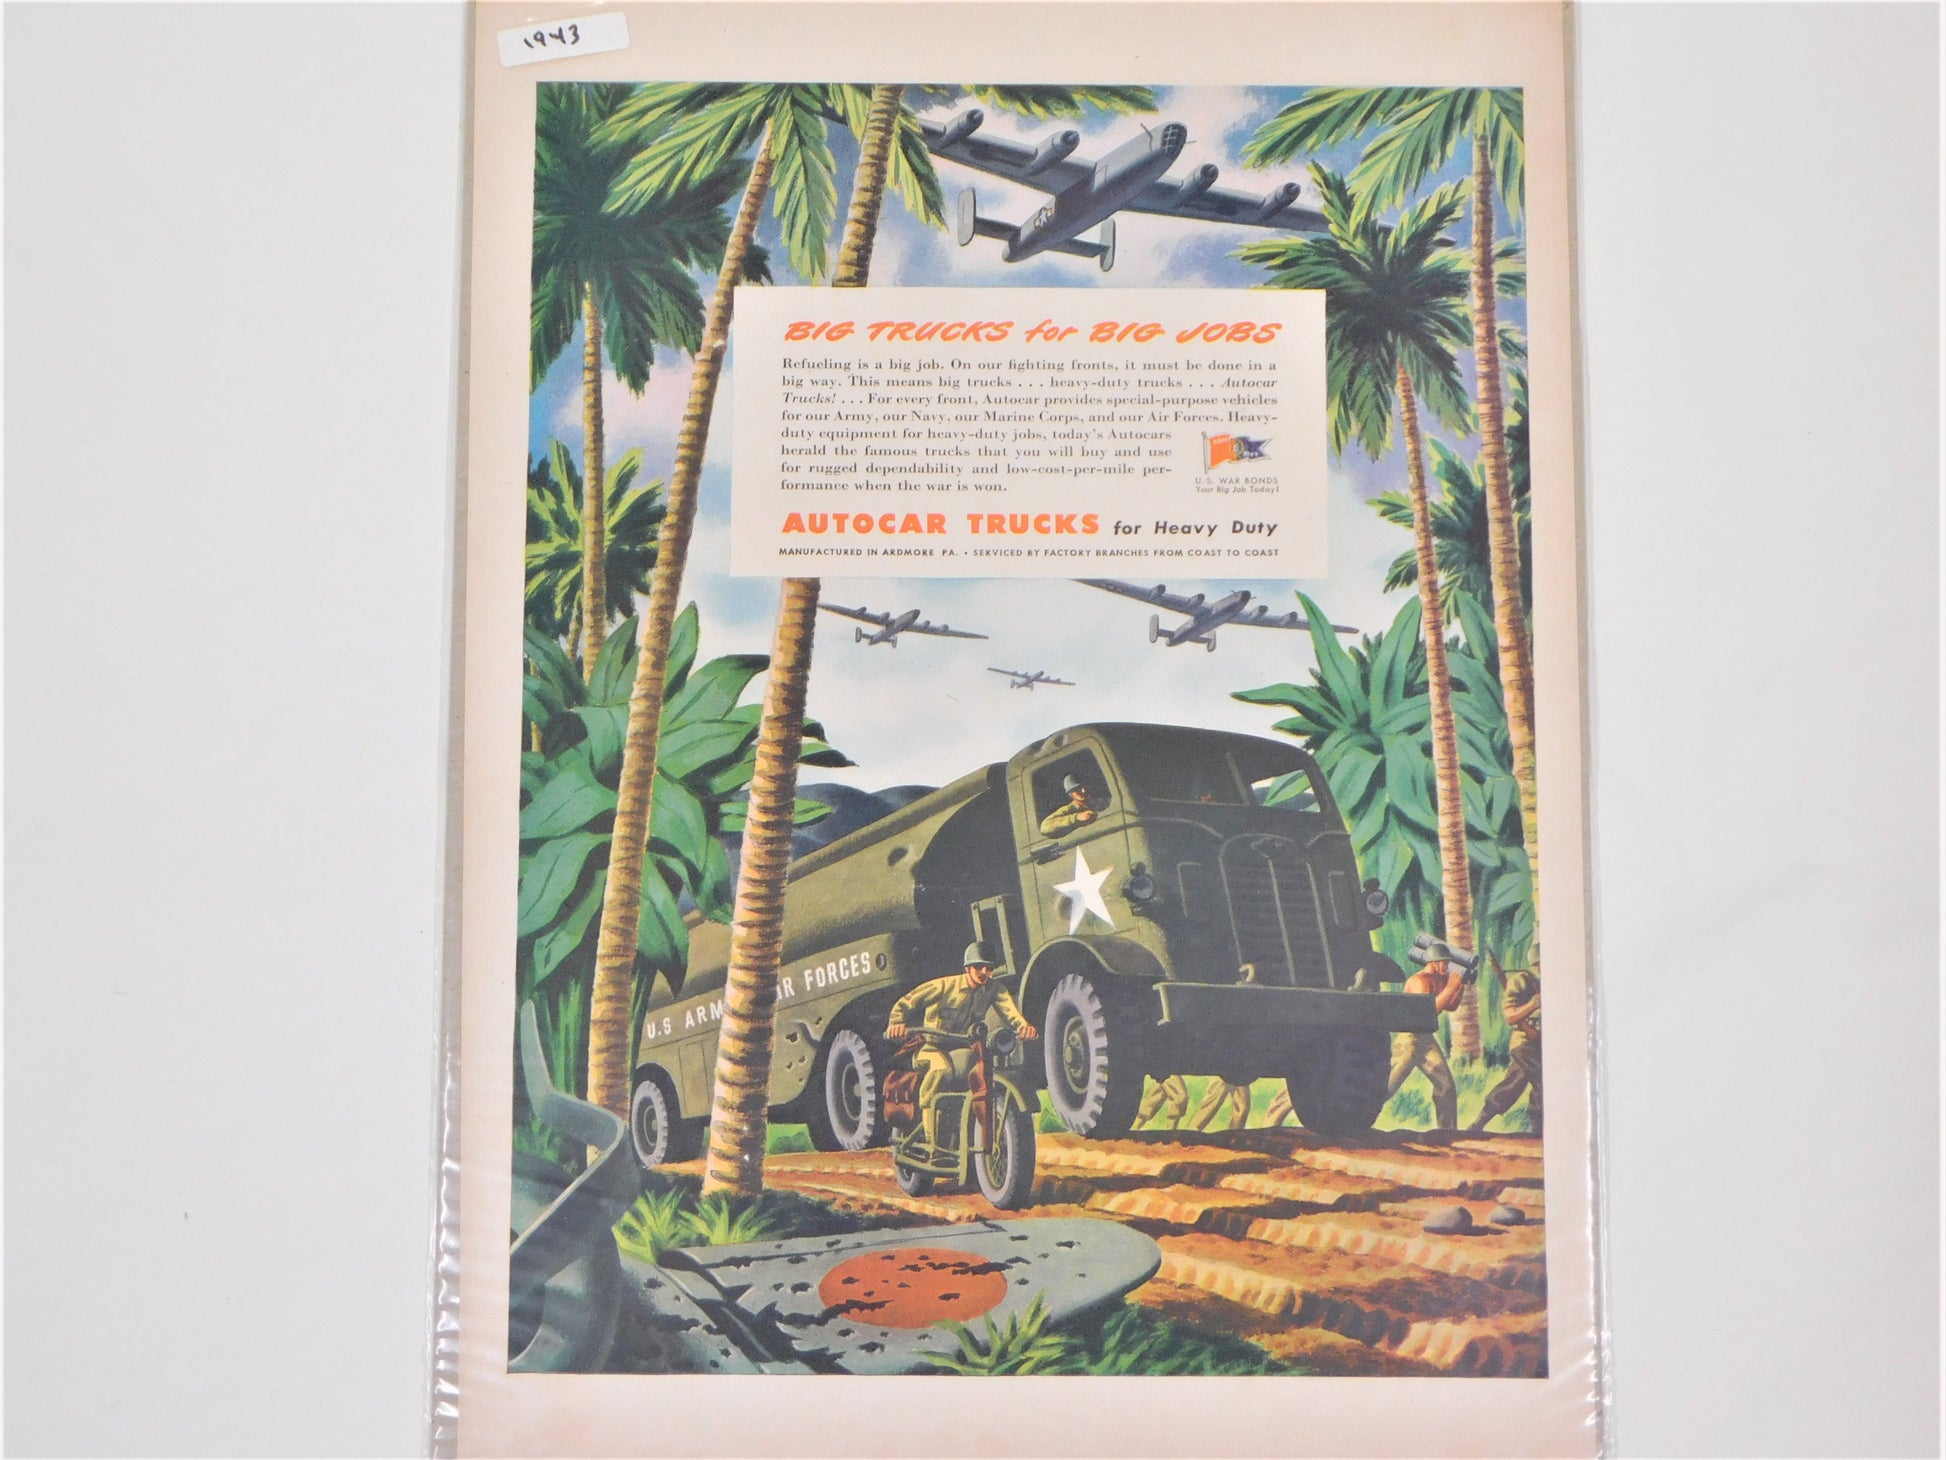 1943
BIG TRUCKS for BIG JOBS
Refueling is a big job. On our fighting fronts, it must be done in a
big way. This means big trucks . . . heavy-duty trucks . . . Autocar
Trucks! . . . For every front, Autocar provides special-purpose vehicles
for our Army, our Navy, our Marine Corps, and our Air Forces. Heavy-
duty equipment for heavy-duty jobs, today's Autocars
herald the famous trucks that you will buy and use
for rugged dependability and low-cost-per-mile per-
formance when the war is won.
ARMY
U. S. WAR BONDS
Your Big Job Today!
AUTOCAR TRUCKS for Heavy Duty
MANUFACTURED IN ARDMORE PA. • SERVICED BY FACTORY BRANCHES FROM COAST TO COAST
U.S ARM IR FORCES